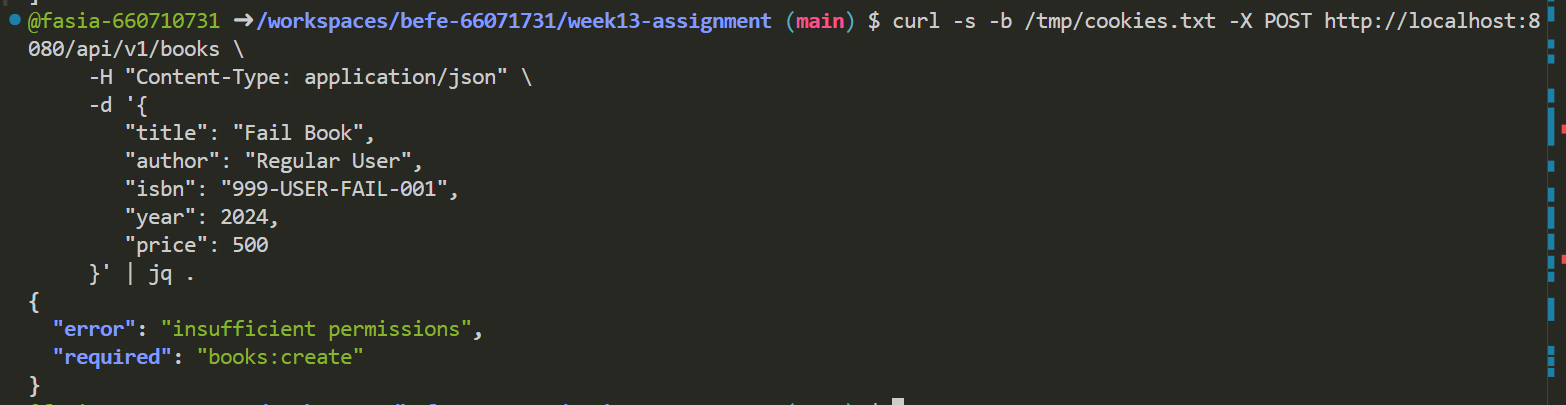 @fasia-660710731 ➜/workspaces/befe-66071731/week13-assignment (main) $ curl -s -b /tmp/cookies.txt -X POST http://localhost:8
080/api/v1/books \
-H "Content-Type: application/json" \
-d '{
"title": "Fail Book",
"author": "Regular User",
"isbn": "999-USER-FAIL-001",
"year": 2024,
"price": 500
}' | jq .
{
"error": "insufficient permissions",
"required": "books:create"
}